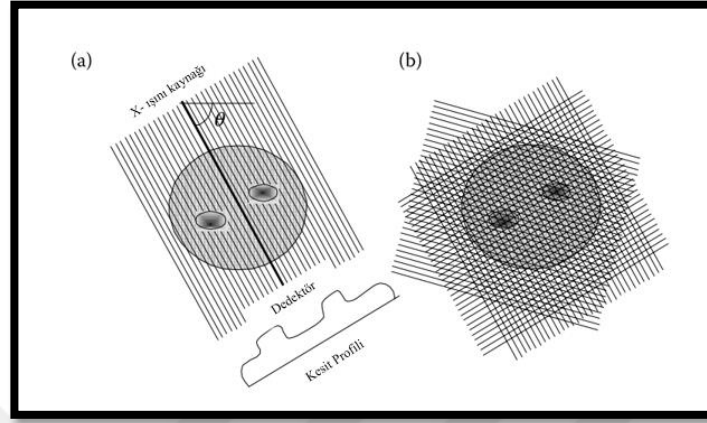 (a)
(b)
X- ışını kaynağı
θ
Dedektör
Kesit Profili